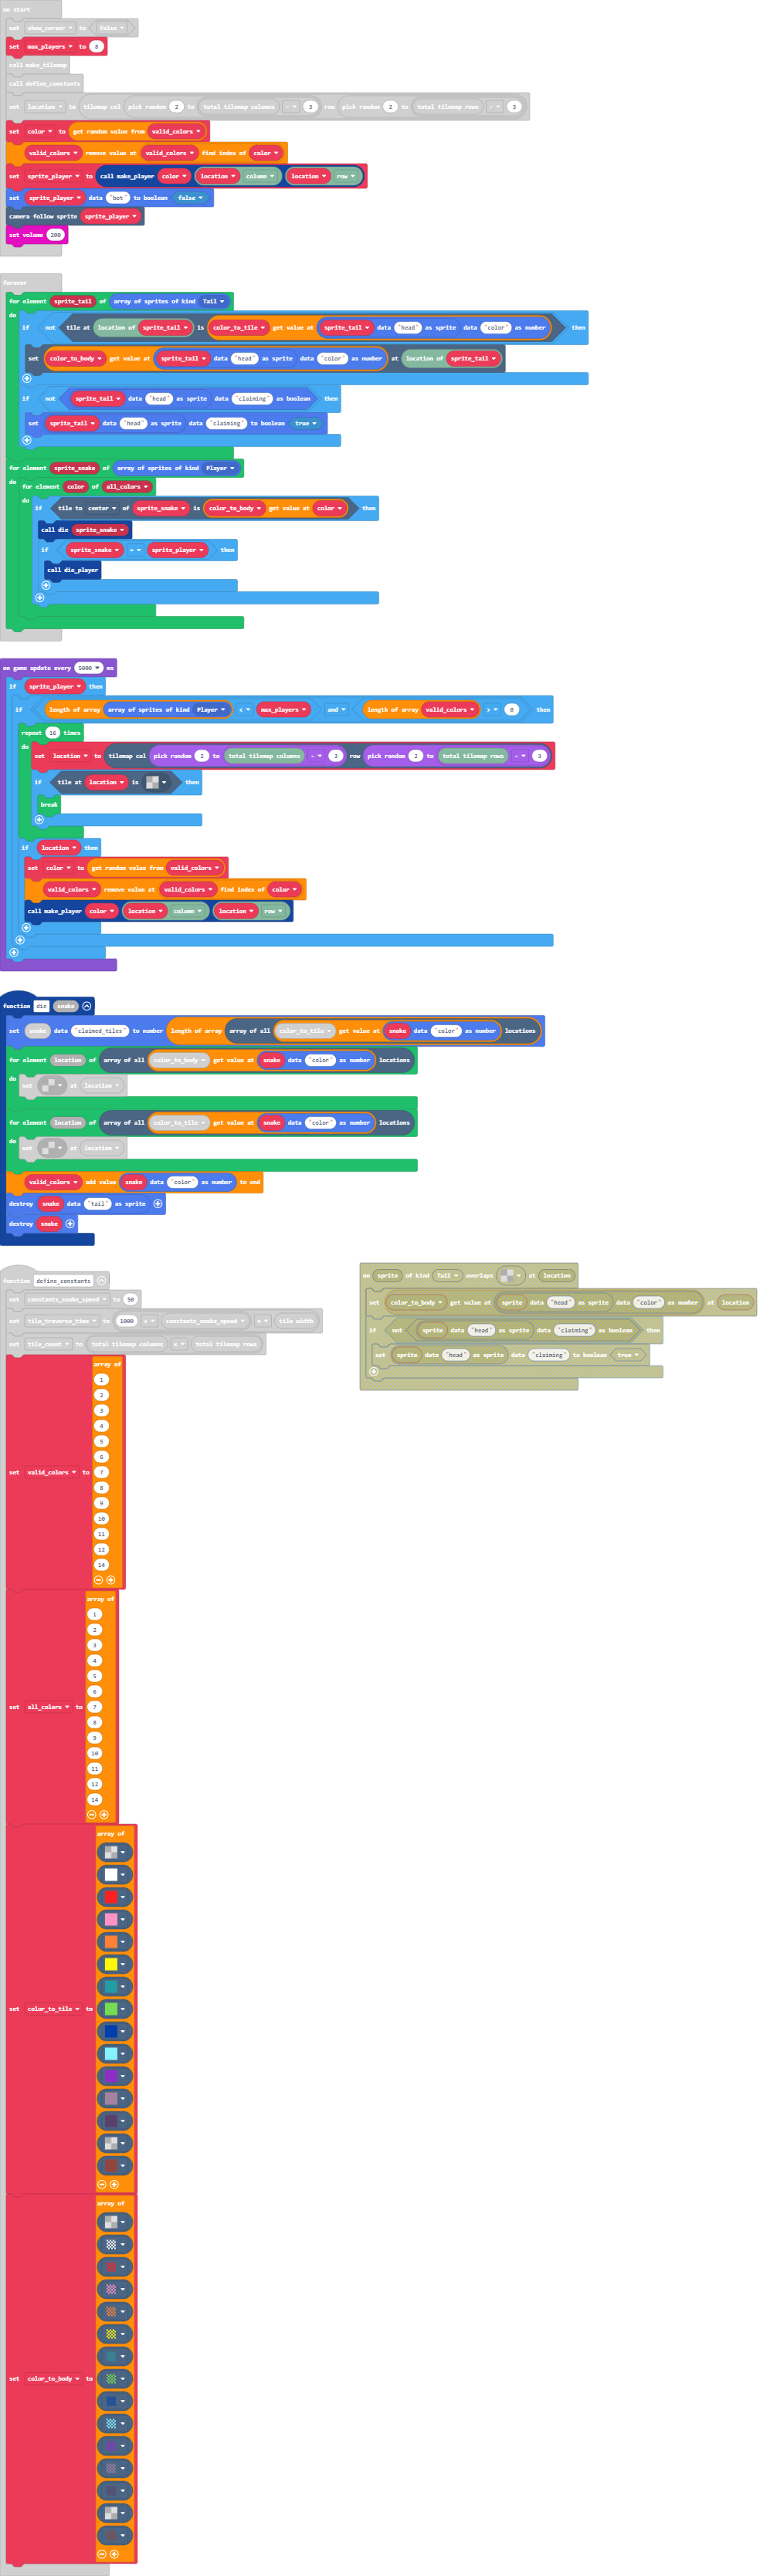 on start
set show_cursor to false
set max_players to 8
call make_tilemap
call define_constants
set location to tilemap col pick random 2 to total tilemap columns - 3 row pick random 2 to total tilemap rows - 3
set color to get random value from valid_colors
valid_colors remove value at valid_colors find index of color
set sprite_player to call make_player color location column location row
set sprite_player data "bot" to boolean false
camera follow sprite sprite_player
set volume 200
forever
for element sprite_tail of array of sprites of kind Tail
do
if not tile at location of sprite_tail is color_to_tile get value at sprite_tail data "head" as sprite data "color" as number then
set color_to_body get value at sprite_tail data "head" as sprite data "color" as number at location of sprite_tail
if not sprite_tail data "head" as sprite data "claiming" as boolean then
set sprite_tail data "head" as sprite data "claiming" to boolean true
for element sprite_snake of array of sprites of kind Player
do
for element color of all_colors
do
if tile to center of sprite_snake is color_to_body get value at color then
call die sprite_snake
if sprite_snake = sprite_player then
call die_player
on game update every 5000 ms
if sprite_player then
if length of array array of sprites of kind Player < max_players and length of array valid_colors > 0 then
repeat 16 times
do
set location to tilemap col pick random 2 to total tilemap columns - 3 row pick random 2 to total tilemap rows - 3
if tile at location is then
break
if location then
set color to get random value from valid_colors
valid_colors remove value at valid_colors find index of color
call make_player color location column location row
function die snake
set snake data "claimed_tiles" to number length of array array of all color_to_tile get value at snake data "color" as number locations
for element location of array of all color_to_body get value at snake data "color" as number locations
do
set at location
for element location of array of all color_to_tile get value at snake data "color" as number locations
do
set at location
valid_colors add value snake data "color" as number to end
destroy snake data "tail" as sprite
destroy snake
on sprite of kind Tail overlaps at location
set color_to_body get value at sprite data "head" as sprite data "color" as number at location
if not sprite data "head" as sprite data "claiming" as boolean then
set sprite data "head" as sprite data "claiming" to boolean true
function define_constants
set constants_snake_speed to 50
set tile_traverse_time to 1000 ÷ constants_snake_speed × tile width
set tile_count to total tilemap columns × total tilemap rows
array of
1
2
3
4
5
6
set valid_colors to 7
8
9
10
11
12
14
array of
1
2
3
4
5
6
set all_colors to 7
8
9
10
11
12
14
array of
set color_to_tile to
array of
set color_to_body to